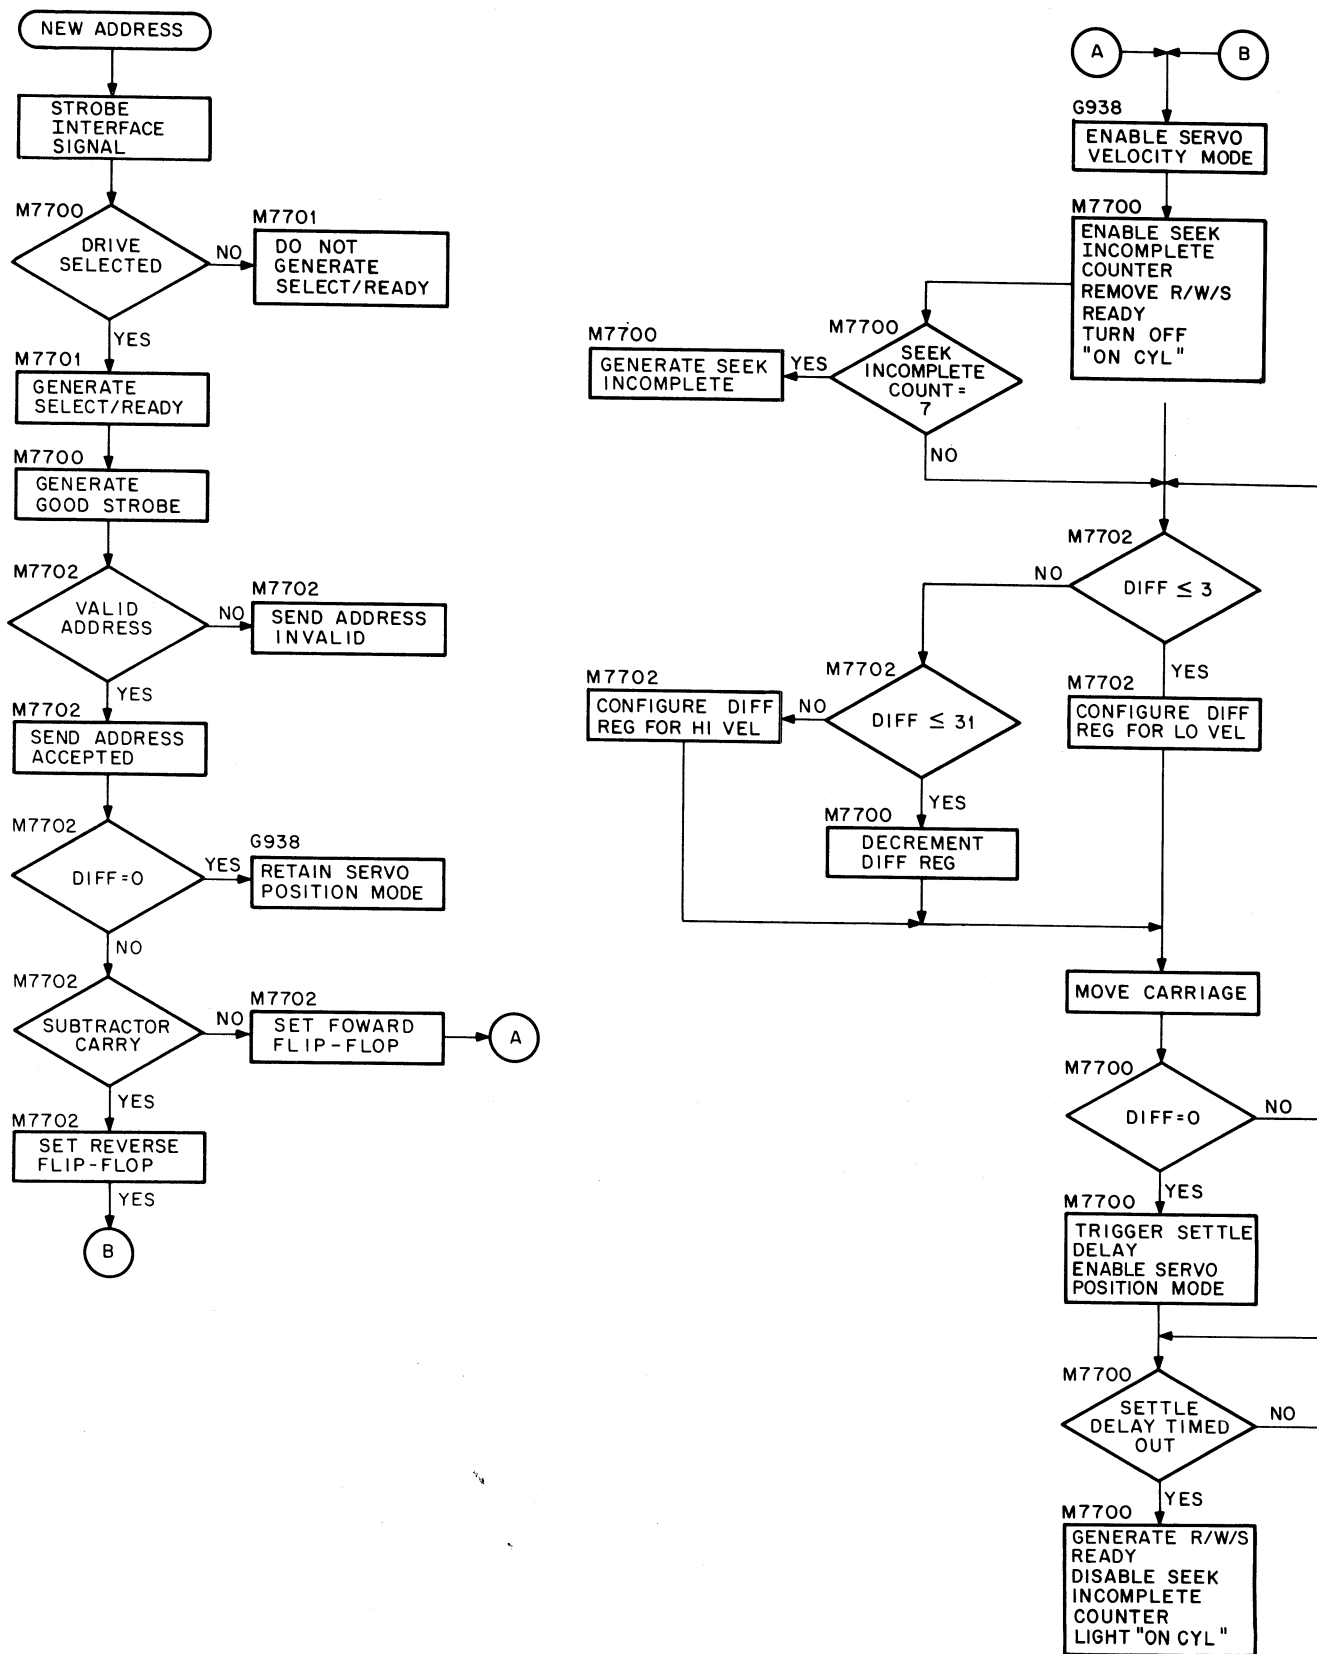 NEW ADDRESS
STROBE
INTERFACE
SIGNAL
M7700
DRIVE
SELECTED
NO
M7701
DO NOT
GENERATE
SELECT/READY
YES
M7701
GENERATE
SELECT/READY
M7700
GENERATE
GOOD STROBE
M7702
VALID
ADDRESS
NO
M7702
SEND ADDRESS
INVALID
YES
M7702
SEND ADDRESS
ACCEPTED
M7702
DIFF=0
YES
G938
RETAIN SERVO
POSITION MODE
NO
M7702
SUBTRACTOR
CARRY
NO
M7702
SET FOWARD
FLIP-FLOP
A
YES
M7702
SET REVERSE
FLIP-FLOP
YES
B
A
B
G938
ENABLE SERVO
VELOCITY MODE
M7700
ENABLE SEEK
INCOMPLETE
COUNTER
REMOVE R/W/S
READY
TURN OFF
"ON CYL"
M7700
SEEK
INCOMPLETE
COUNT=
7
YES
M7700
GENERATE SEEK
INCOMPLETE
NO
M7702
DIFF ≤ 3
NO
YES
M7702
CONFIGURE DIFF
REG FOR LO VEL
M7702
DIFF ≤ 31
NO
M7702
CONFIGURE DIFF
REG FOR HI VEL
YES
M7700
DECREMENT
DIFF REG
MOVE CARRIAGE
M7700
DIFF=0
NO
YES
M7700
TRIGGER SETTLE
DELAY
ENABLE SERVO
POSITION MODE
M7700
SETTLE
DELAY TIMED
OUT
NO
YES
M7700
GENERATE R/W/S
READY
DISABLE SEEK
INCOMPLETE
COUNTER
LIGHT "ON CYL"